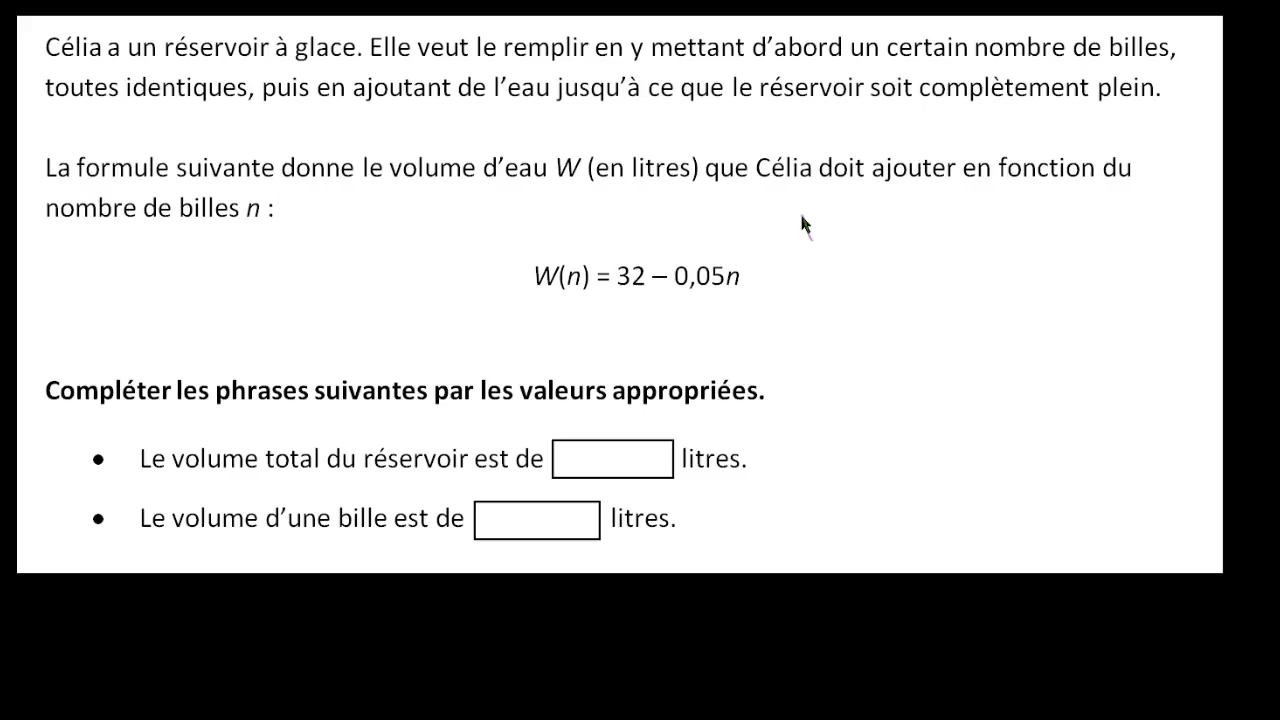 Célia a un réservoir à glace. Elle veut le remplir en y mettant d’abord un certain nombre de billes,
toutes identiques, puis en ajoutant de l’eau jusqu’à ce que le réservoir soit complètement plein.
La formule suivante donne le volume d’eau W (en litres) que Célia doit ajouter en fonction du
nombre de billes n :
W(n) = 32 – 0,05n
Compléter les phrases suivantes par les valeurs appropriées.
• Le volume total du réservoir est de litres.
• Le volume d’une bille est de litres.